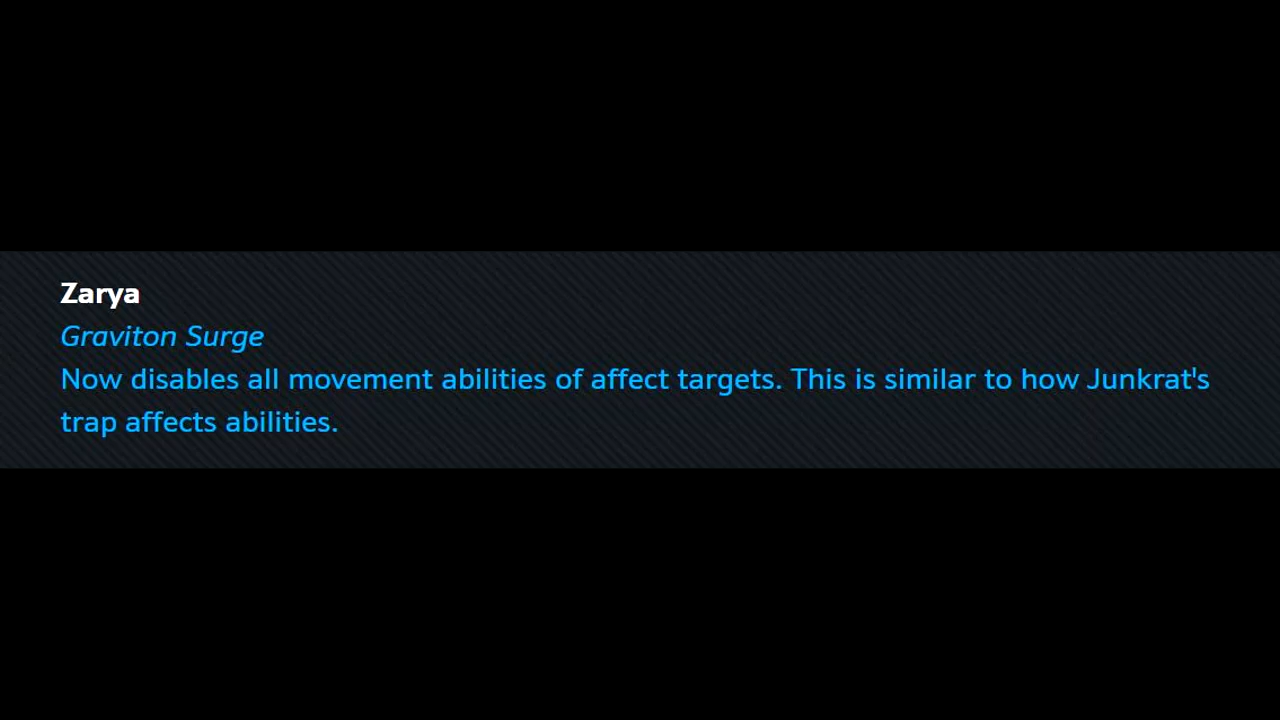 Zarya
Graviton Surge
Now disables all movement abilities of affect targets. This is similar to how Junkrat's
trap affects abilities.